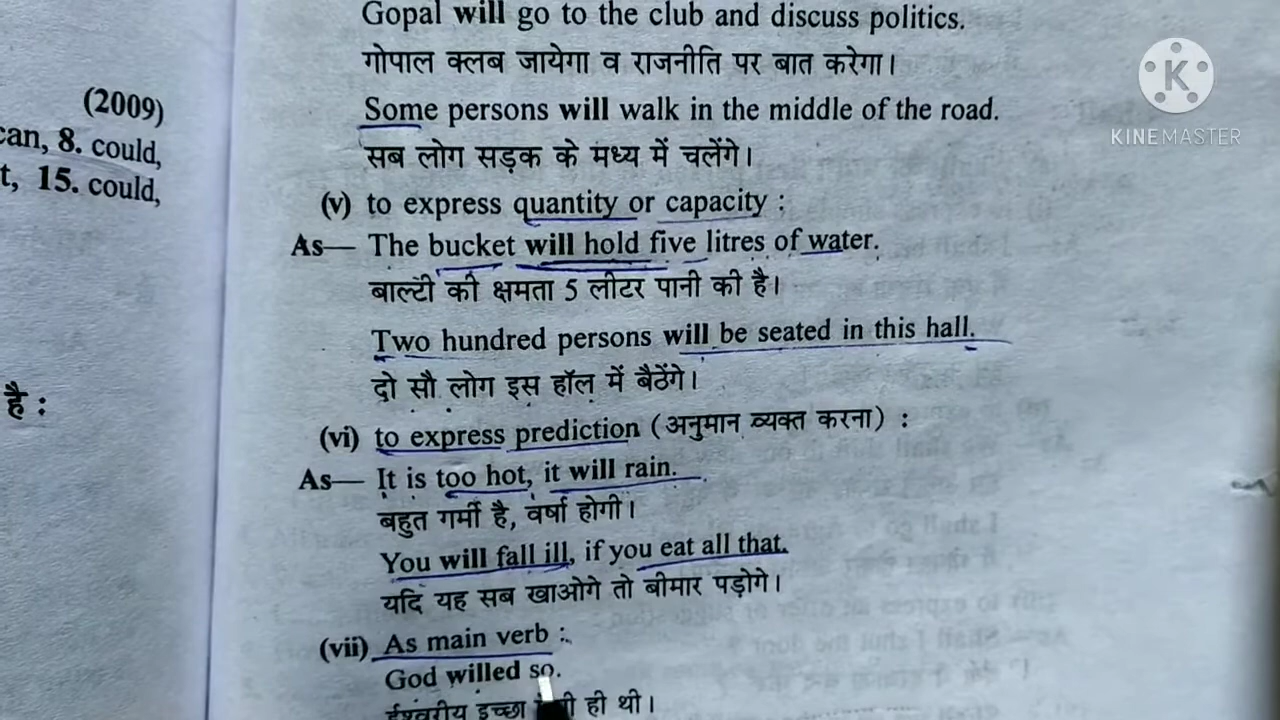 Gopal will go to the club and discuss politics.
गोपाल क्लब जायेगा व राजनीति पर बात करेगा।
(2009)
Some persons will walk in the middle of the road.
can, 8. could,
सब लोग सड़क के मध्य में चलेंगे।
t, 15. could,
(v) to express quantity or capacity :
As— The bucket will hold five litres of water.
बाल्टी की क्षमता 5 लीटर पानी की है।
Two hundred persons will be seated in this hall.
दो सौ लोग इस हॉल में बैठेंगे।
है :
(vi) to express prediction (अनुमान व्यक्त करना) :
As— It is too hot, it will rain.
बहुत गर्मी है, वर्षा होगी।
You will fall ill, if you eat all that.
यदि यह सब खाओगे तो बीमार पड़ोगे।
(vii) As main verb :
God willed so.
ईश्वरीय इच्छा ही थी।
KINEMASTER